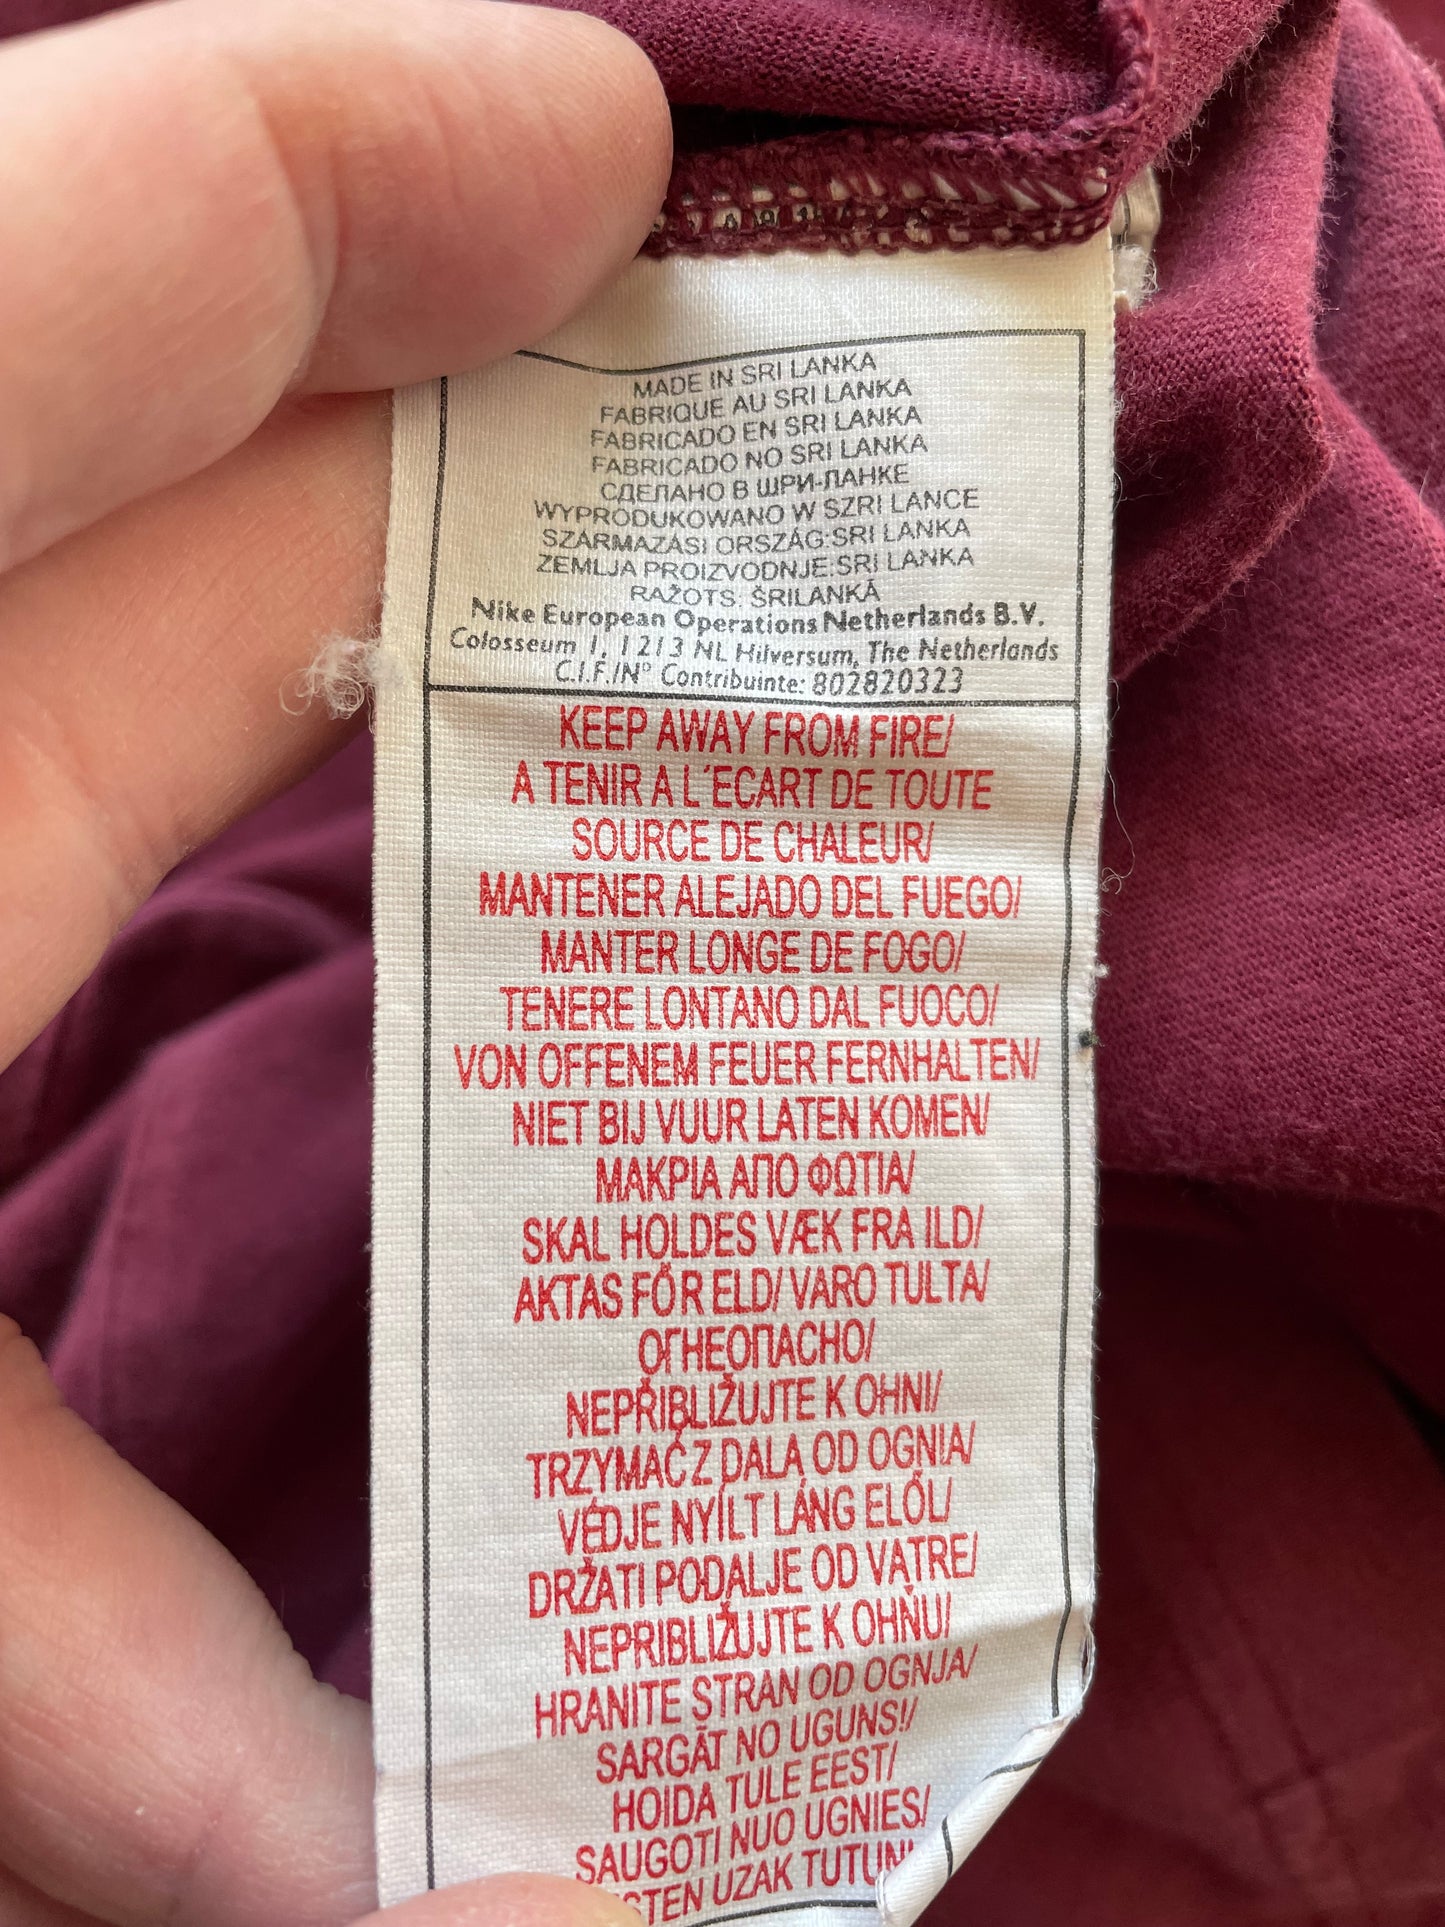 MADE IN SRI LANKA
FABRIQUE AU SRI LANKA
FABRICADO EN SRI LANKA
FABRICADO NO SRI LANKA
СДЕЛАНО В ШРИ-ЛАНКЕ
WYPRODUKOWANO W SZRI LANCE
SZÁRMAZÁSI ORSZÁG:SRI LANKA
ZEMLJA PROIZVODNJE:SRI LANKA
RAŽOTS. ŠRILANKĀ
Nike European Operations Netherlands B.V.
Colosseum 1, 1213 NL Hilversum, The Netherlands
C.I.F./N° Contribuinte: 802820323
KEEP AWAY FROM FIRE/
A TENIR A L´ECART DE TOUTE
SOURCE DE CHALEUR/
MANTENER ALEJADO DEL FUEGO/
MANTER LONGE DE FOGO/
TENERE LONTANO DAL FUOCO/
VON OFFENEM FEUER FERNHALTEN/
NIET BIJ VUUR LATEN KOMEN/
ΜΑΚΡΙΑ ΑΠΟ ΦΩΤΙΑ/
SKAL HOLDES VÆK FRA ILD/
AKTAS FÖR ELD/ VARO TULTA/
ОГНЕОПАСНО/
NEPŘIBLIŽUJTE K OHNI/
TRZYMAĆ Z DALA OD OGNIA/
VÉDJE NYÍLT LÁNG ELŐL/
DRŽATI PODALJE OD VATRE/
NEPRIBLIŽUJTE K OHŇU/
HRANITE STRAN OD OGNJA/
SARGĀT NO UGUNS!/
HOIDA TULE EEST/
SAUGOTI NUO UGNIES/
UZAK